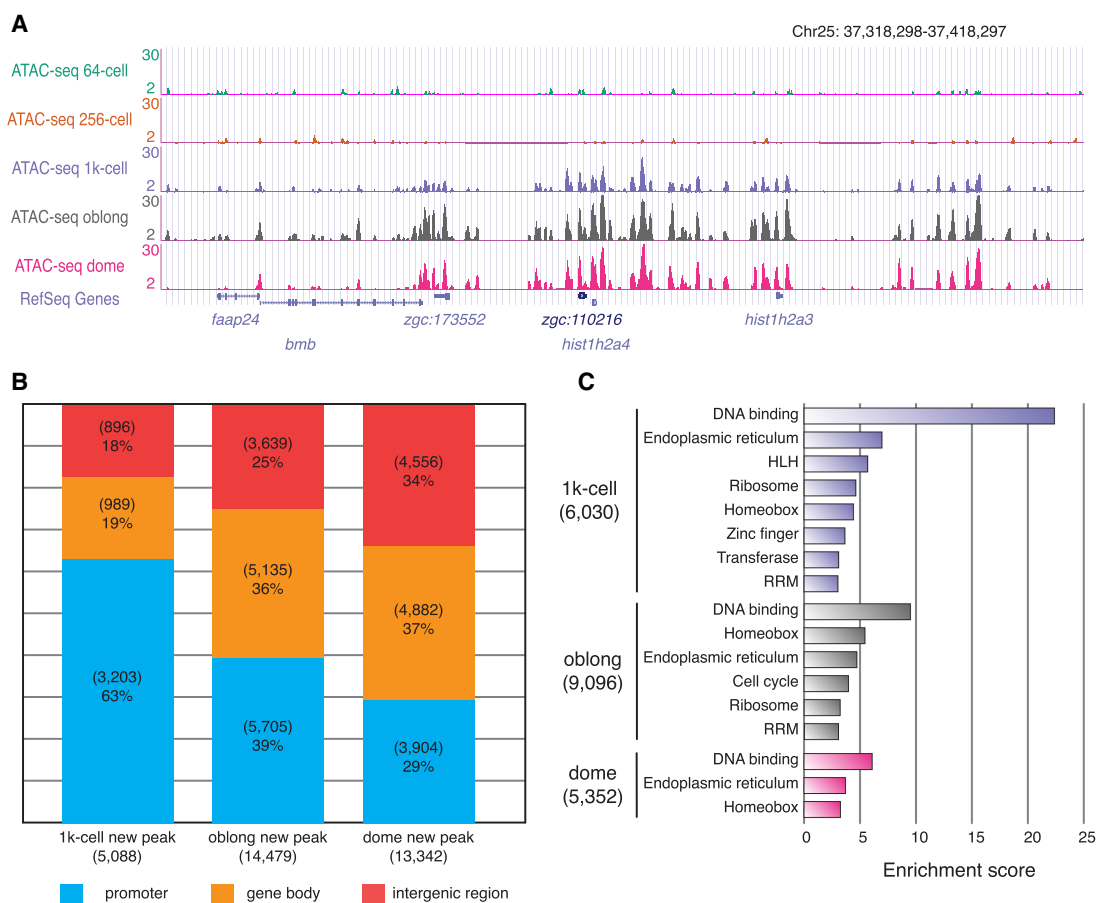 A
Chr25: 37,318,298-37,418,297
30
ATAC-seq 64-cell
2
30
ATAC-seq 256-cell
2
30
ATAC-seq 1k-cell
2
30
ATAC-seq oblong
2
30
ATAC-seq dome
2
RefSeq Genes
faap24 zgc:173552 zgc:110216 hist1h2a3
bmb hist1h2a4
B
(896)
18%
(989)
19%
(3,203)
63%
(3,639)
25%
(5,135)
36%
(5,705)
39%
(4,556)
34%
(4,882)
37%
(3,904)
29%
1k-cell new peak
(5,088)
oblong new peak
(14,479)
dome new peak
(13,342)
promoter
gene body
intergenic region
C
1k-cell
(6,030)
DNA binding
Endoplasmic reticulum
HLH
Ribosome
Homeobox
Zinc finger
Transferase
RRM
oblong
(9,096)
DNA binding
Homeobox
Endoplasmic reticulum
Cell cycle
Ribosome
RRM
dome
(5,352)
DNA binding
Endoplasmic reticulum
Homeobox
0 5 10 15 20 25
Enrichment score